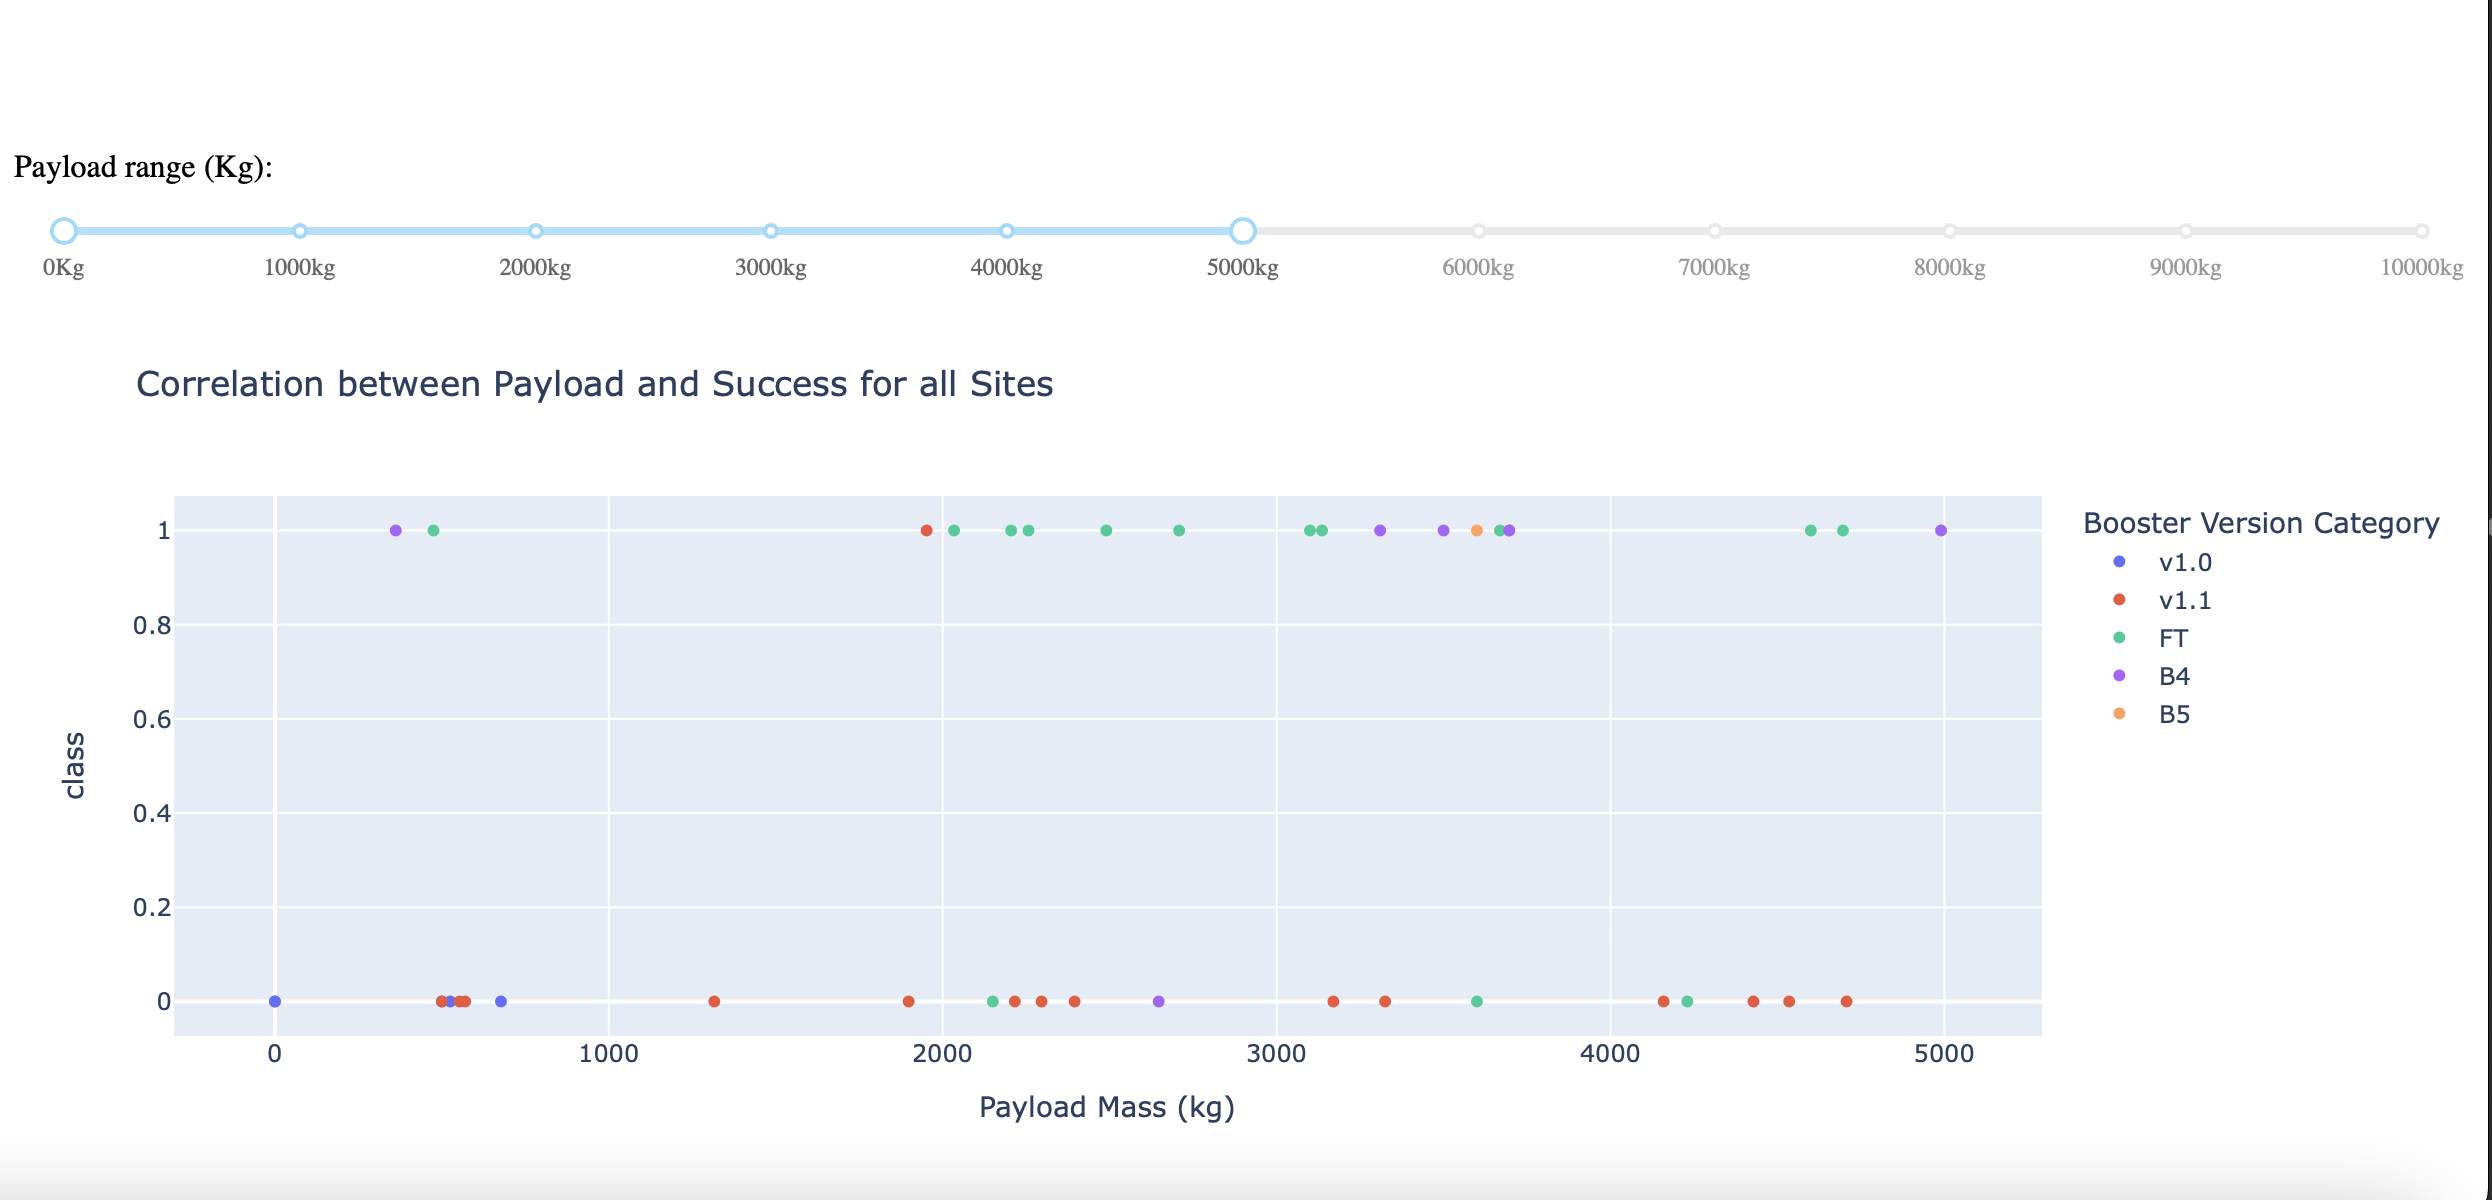 Payload range (Kg):
0Kg 1000kg 2000kg 3000kg 4000kg 5000kg 6000kg 7000kg 8000kg 9000kg 10000kg
Correlation between Payload and Success for all Sites
1
0.8
0.6
0.4
0.2
0
class
0 1000 2000 3000 4000 5000
Payload Mass (kg)
Booster Version Category
v1.0
v1.1
FT
B4
B5